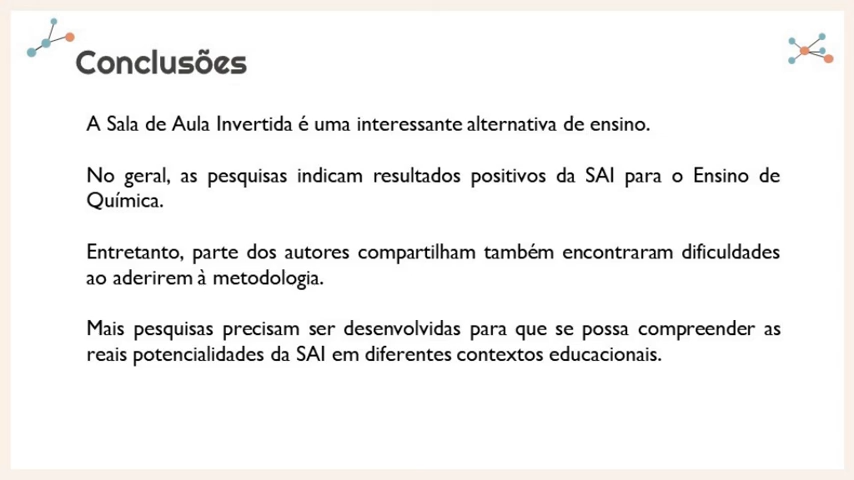 Conclusões
A Sala de Aula Invertida é uma interessante alternativa de ensino.
No geral, as pesquisas indicam resultados positivos da SAI para o Ensino de
Química.
Entretanto, parte dos autores compartilham também encontraram dificuldades
ao aderirem à metodologia.
Mais pesquisas precisam ser desenvolvidas para que se possa compreender as
reais potencialidades da SAI em diferentes contextos educacionais.